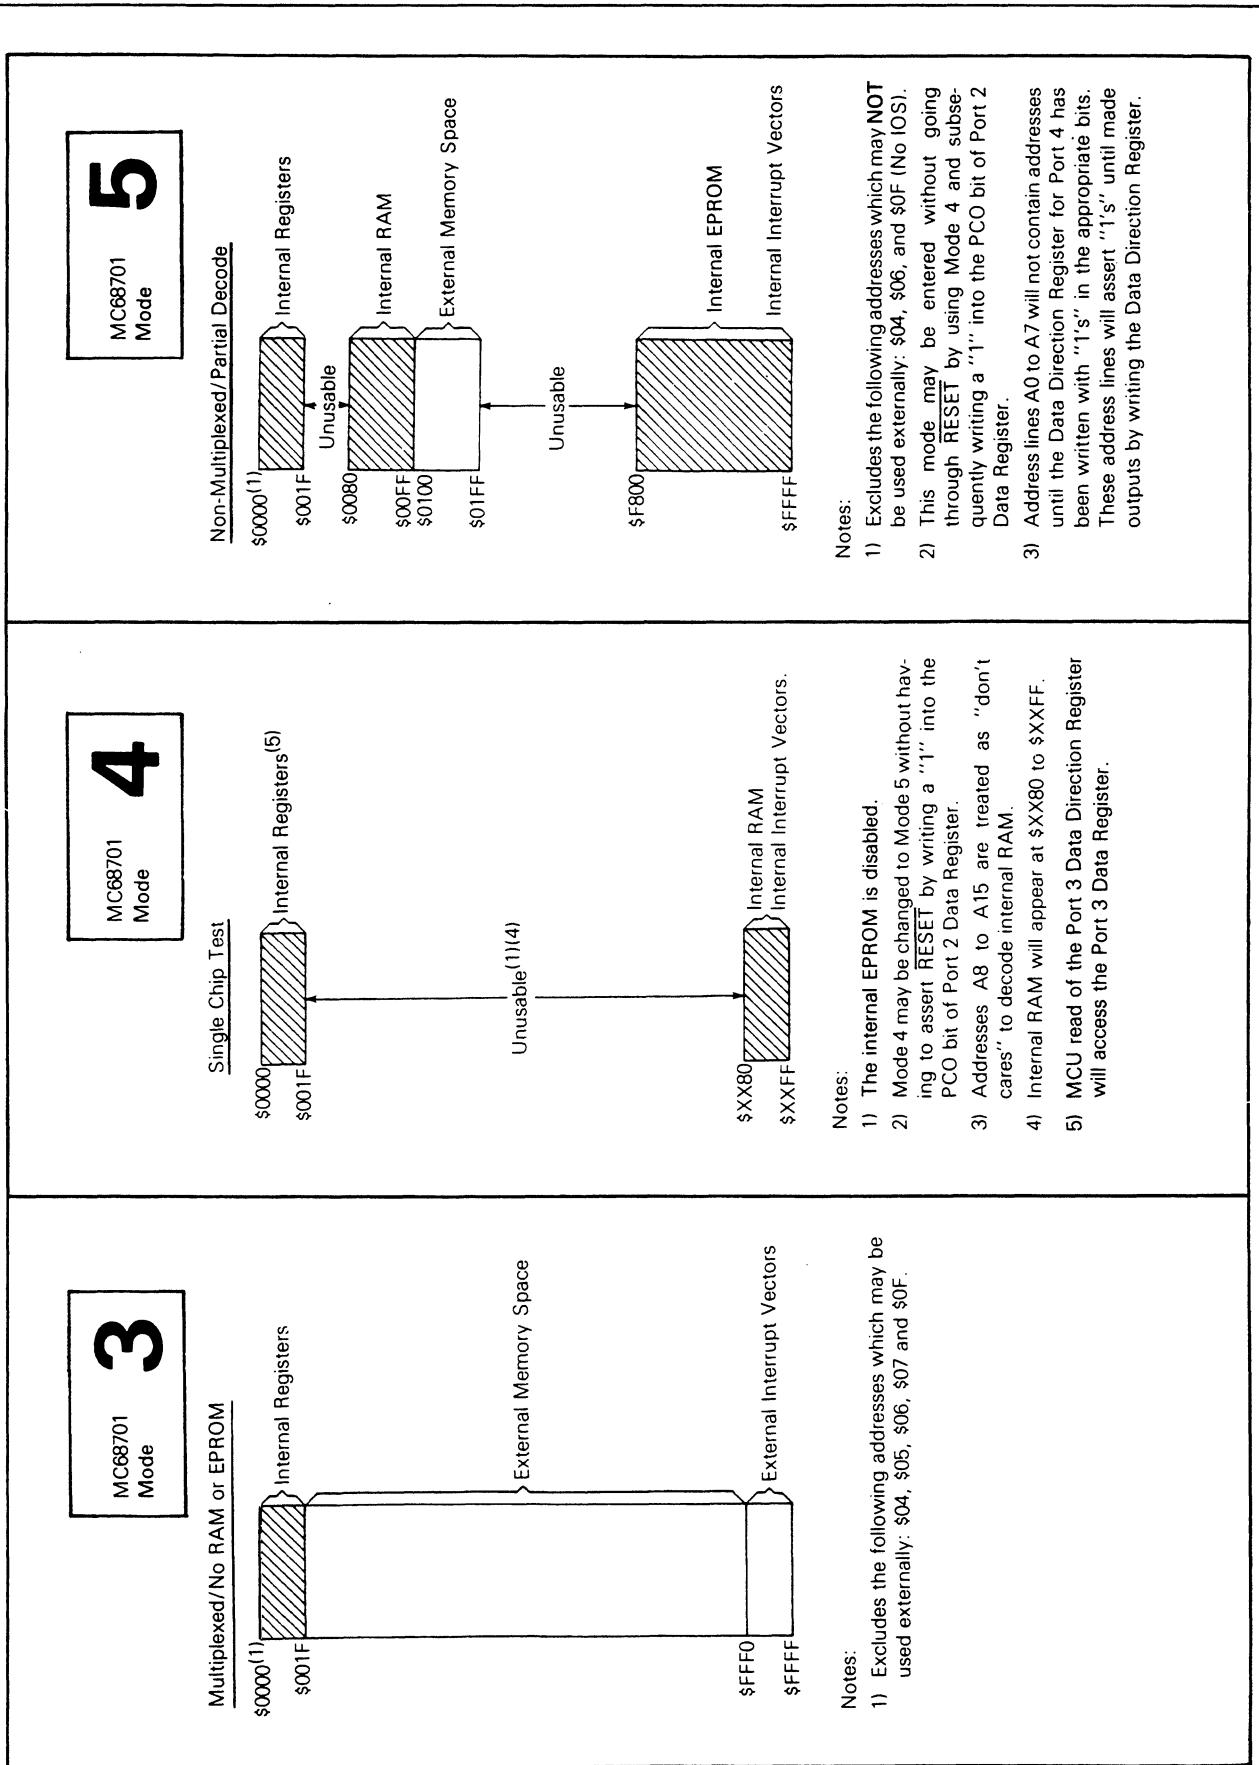 MC68701
Mode
3
Multiplexed/No RAM or EPROM
$0000(1)
Internal Registers
$001F
External Memory Space
$FFF0
External Interrupt Vectors
$FFFF
Notes:
1) Excludes the following addresses which may be
used externally: $04, $05, $06, $07 and $0F.
MC68701
Mode
4
Single Chip Test
$0000
Internal Registers(5)
$001F
Unusable(1)(4)
$XX80
Internal RAM
Internal Interrupt Vectors.
$XXFF
Notes:
1) The internal EPROM is disabled.
2) Mode 4 may be changed to Mode 5 without hav-
ing to assert RESET by writing a "1" into the
PCO bit of Port 2 Data Register.
3) Addresses A8 to A15 are treated as "don't
cares" to decode internal RAM.
4) Internal RAM will appear at $XX80 to $XXFF.
5) MCU read of the Port 3 Data Direction Register
will access the Port 3 Data Register.
MC68701
Mode
5
Non-Multiplexed/Partial Decode
$0000(1)
Internal Registers
$001F
Unusable
$0080
Internal RAM
$00FF
$0100
External Memory Space
$01FF
Unusable
$F800
Internal EPROM
Internal Interrupt Vectors
$FFFF
Notes:
1) Excludes the following addresses which may NOT
be used externally: $04, $06, and $0F (No IOS).
2) This mode may be entered without going
through RESET by using Mode 4 and subse-
quently writing a "1" into the PCO bit of Port 2
Data Register.
3) Address lines A0 to A7 will not contain addresses
until the Data Direction Register for Port 4 has
been written with "1's" in the appropriate bits.
These address lines will assert "1's" until made
outputs by writing the Data Direction Register.